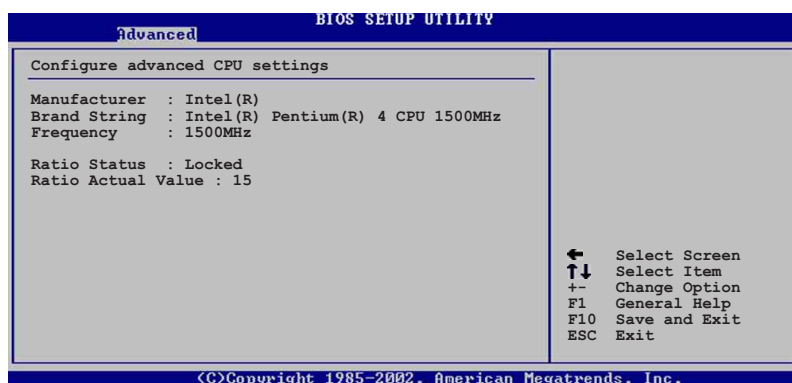 BIOS SETUP UTILITY
Advanced
Configure advanced CPU settings
Manufacturer : Intel(R)
Brand String : Intel(R) Pentium(R) 4 CPU 1500MHz
Frequency : 1500MHz
Ratio Status : Locked
Ratio Actual Value : 15
← Select Screen
↑↓ Select Item
+- Change Option
F1 General Help
F10 Save and Exit
ESC Exit
(C)Copyright 1985-2002, American Megatrends, Inc.